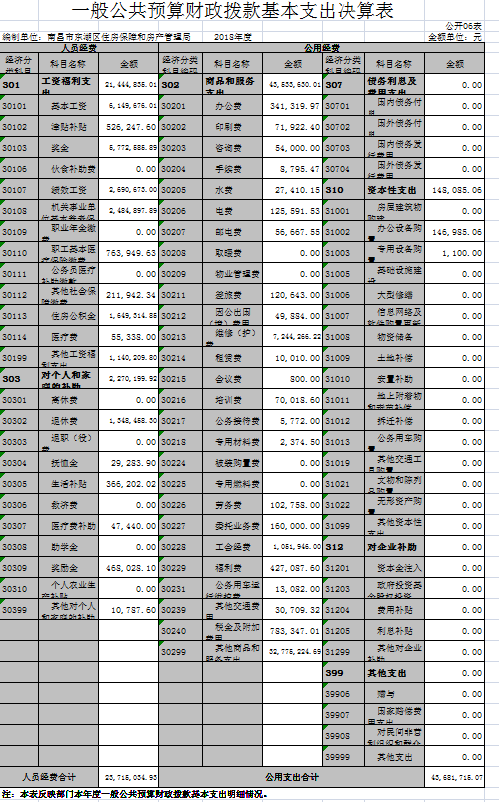 一般公共预算财政拨款基本支出决算表
公开06表
编制单位：南昌市东湖区住房保障和房产管理局 2018年度 金额单位：元
人员经费 公用经费
经济分类科目 科目名称 金额 经济分类科目编码 科目名称 金额 经济分类科目编码 科目名称 金额
301 工资福利支出 21,444,835.01 302 商品和服务支出 43,533,630.01 307 债务利息及费用支出 0.00
30101 基本工资 6,149,676.01 30201 办公费 341,319.97 30701 国内债务付息 0.00
30102 津贴补贴 526,247.60 30202 印刷费 71,922.40 30702 国外债务付息 0.00
30103 奖金 5,772,585.89 30203 咨询费 54,000.00 30703 国内债务发行费用 0.00
30106 伙食补助费 0.00 30204 手续费 8,795.47 30704 国外债务发行费用 0.00
30107 绩效工资 2,690,673.00 30205 水费 27,410.15 310 资本性支出 148,085.06
30108 机关事业单位基本养老保 2,484,897.89 30206 电费 125,591.53 31001 房屋建筑物购建 0.00
30109 职业年金缴费 0.00 30207 邮电费 56,667.55 31002 办公设备购置 146,985.06
30110 职工基本医疗保险缴费 763,949.63 30208 取暖费 0.00 31003 专用设备购置 1,100.00
30111 公务员医疗补助缴款 0.00 30209 物业管理费 0.00 31005 基础设施建设 0.00
30112 其他社会保障缴费 211,942.34 30211 差旅费 120,643.00 31006 大型修缮 0.00
30113 住房公积金 1,649,314.85 30212 因公出国（境）费用 49,884.00 31007 信息网络及软件购置更新 0.00
30114 医疗费 55,338.00 30213 维修（护）费 7,244,266.22 31008 物资储备 0.00
30199 其他工资福利支出 1,140,209.80 30214 租赁费 10,010.00 31009 土地补偿 0.00
303 对个人和家庭的补助 2,270,199.92 30215 会议费 800.00 31010 安置补助 0.00
30301 离休费 0.00 30216 培训费 70,018.60 31011 地上附着物和青苗补偿 0.00
30302 退休费 1,348,458.30 30217 公务接待费 5,772.00 31012 拆迁补偿 0.00
30303 退职（役）费 0.00 30218 专用材料费 2,374.50 31013 公务用车购置 0.00
30304 抚恤金 29,283.90 30224 被装购置费 0.00 31019 其他交通工具购置 0.00
30305 生活补贴 366,202.02 30225 专用燃料费 0.00 31021 文物和陈列品购置 0.00
30306 救济费 0.00 30226 劳务费 102,758.00 31022 无形资产购置 0.00
30307 医疗费补助 47,440.00 30227 委托业务费 160,000.00 31099 其他资本性支出 0.00
30308 助学金 0.00 30228 工会经费 1,051,946.00 312 对企业补助 0.00
30309 奖励金 468,028.10 30229 福利费 427,087.60 31201 资本金注入 0.00
30310 个人农业生产补贴 0.00 30231 公务用车运行维护费 13,082.00 31203 政府投资基金股权投资 0.00
30399 其他对个人和家庭的补助 10,787.60 30239 其他交通费用 30,709.32 31204 费用补贴 0.00
30240 税金及附加费用 783,347.01 31205 利息补贴 0.00
30299 其他商品和服务支出 32,775,224.69 31299 其他对企业补助 0.00
399 其他支出 0.00
39906 赠与 0.00
39907 国家赔偿费用支出 0.00
39908 对民间非营利组织和群众 0.00
39999 其他支出 0.00
人员经费合计 23,715,034.93 公用支出合计 43,681,715.07
注：本表反映部门本年度一般公共预算财政拨款基本支出明细情况。